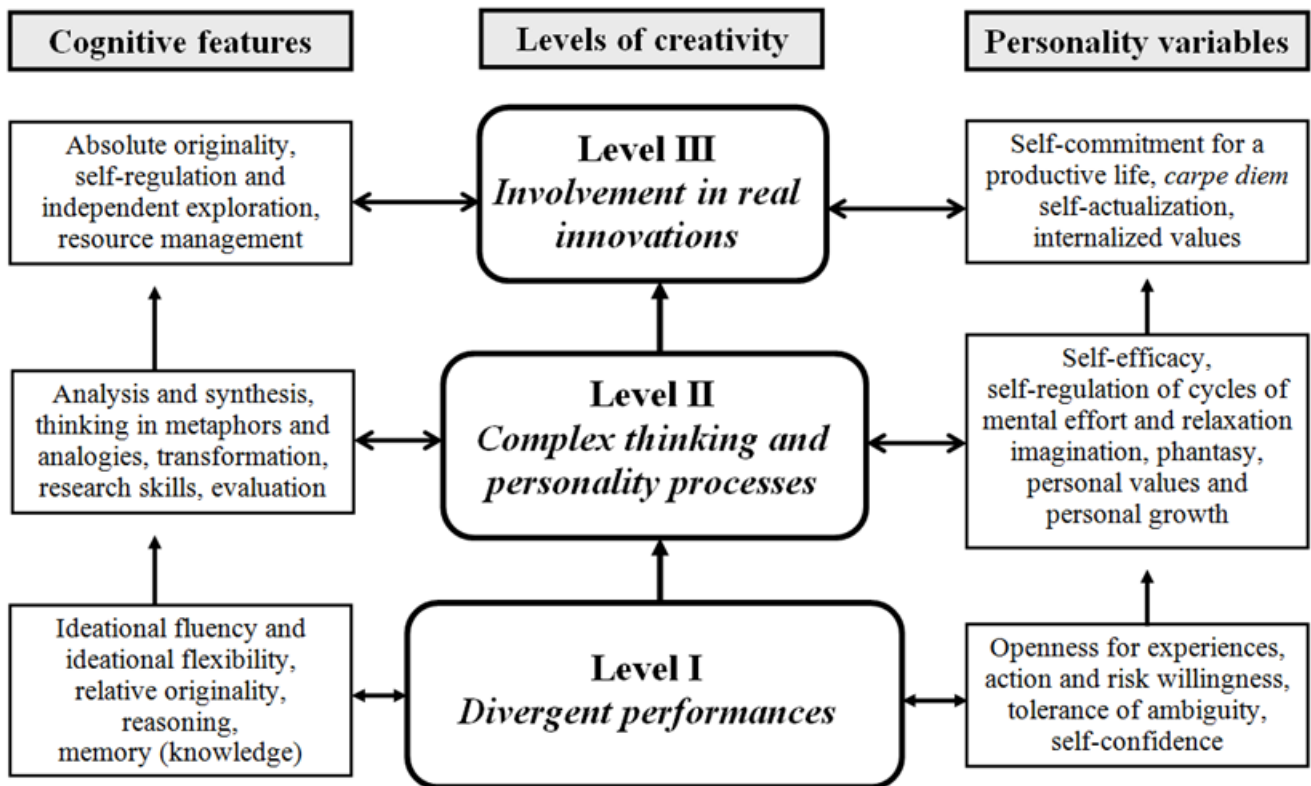 Cognitive features
Levels of creativity
Personality variables
Absolute originality,
self-regulation and
independent exploration,
resource management
Level III
Involvement in real
innovations
Self-commitment for a
productive life, carpe diem
self-actualization,
internalized values
Analysis and synthesis,
thinking in metaphors and
analogies, transformation,
research skills, evaluation
Level II
Complex thinking and
personality processes
Self-efficacy,
self-regulation of cycles of
mental effort and relaxation
imagination, phantasy,
personal values and
personal growth
Ideational fluency and
ideational flexibility,
relative originality,
reasoning,
memory (knowledge)
Level I
Divergent performances
Openness for experiences,
action and risk willingness,
tolerance of ambiguity,
self-confidence